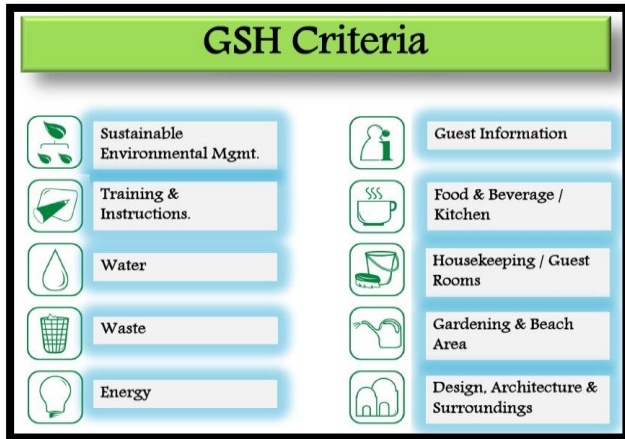 GSH Criteria
Sustainable
Environmental Mgmt.
Training &
Instructions.
Water
Waste
Energy
Guest Information
Food & Beverage /
Kitchen
Housekeeping / Guest
Rooms
Gardening & Beach
Area
Design, Architecture &
Surroundings